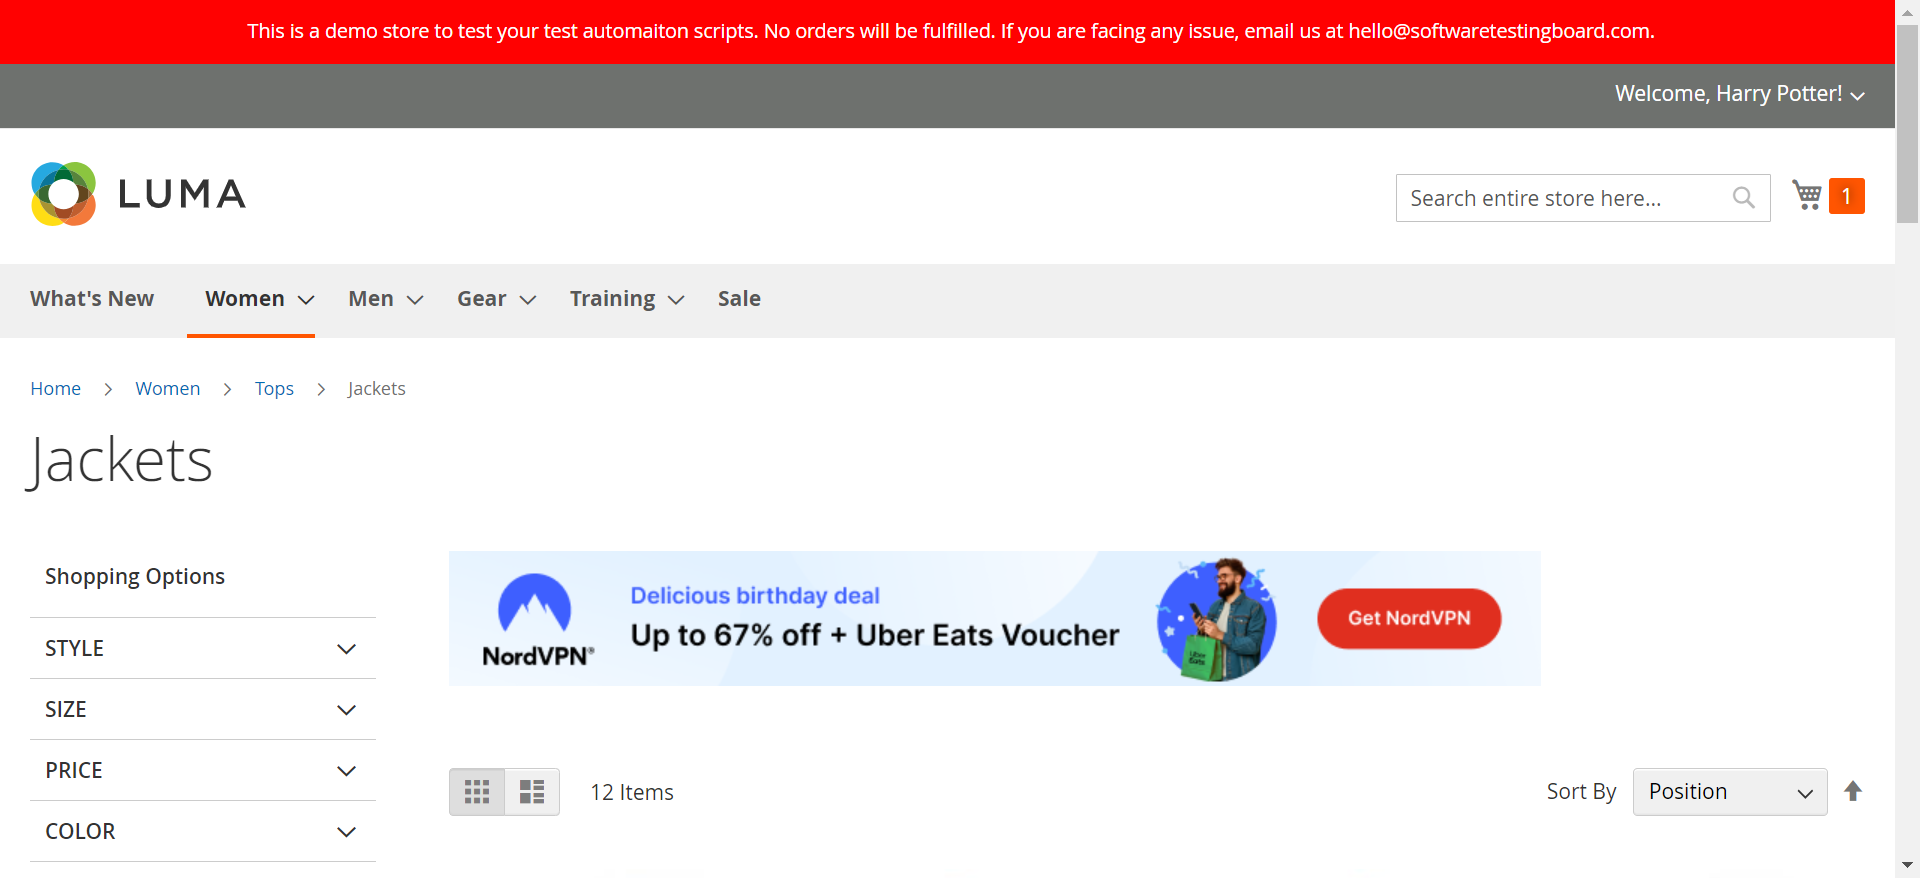 This is a demo store to test your test automaiton scripts. No orders will be fulfilled. If you are facing any issue, email us at hello@softwaretestingboard.com.
Welcome, Harry Potter!
LUMA
Search entire store here...
1
What's New
Women
Men
Gear
Training
Sale
Home
Women
Tops
Jackets
Jackets
Shopping Options
STYLE
SIZE
PRICE
COLOR
NordVPN®
Delicious birthday deal
Up to 67% off + Uber Eats Voucher
Uber
Eats
Get NordVPN
12 Items
Sort By
Position